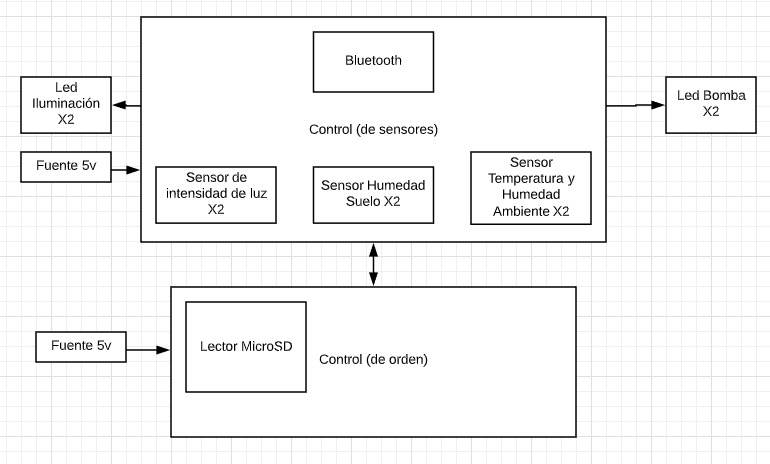 Bluetooth
Led
Iluminación
X2
Led Bomba
X2
Control (de sensores)
Fuente 5v
Sensor de
intensidad de luz
X2
Sensor Humedad
Suelo X2
Sensor
Temperatura y
Humedad
Ambiente X2
Fuente 5v
Lector MicroSD
Control (de orden)